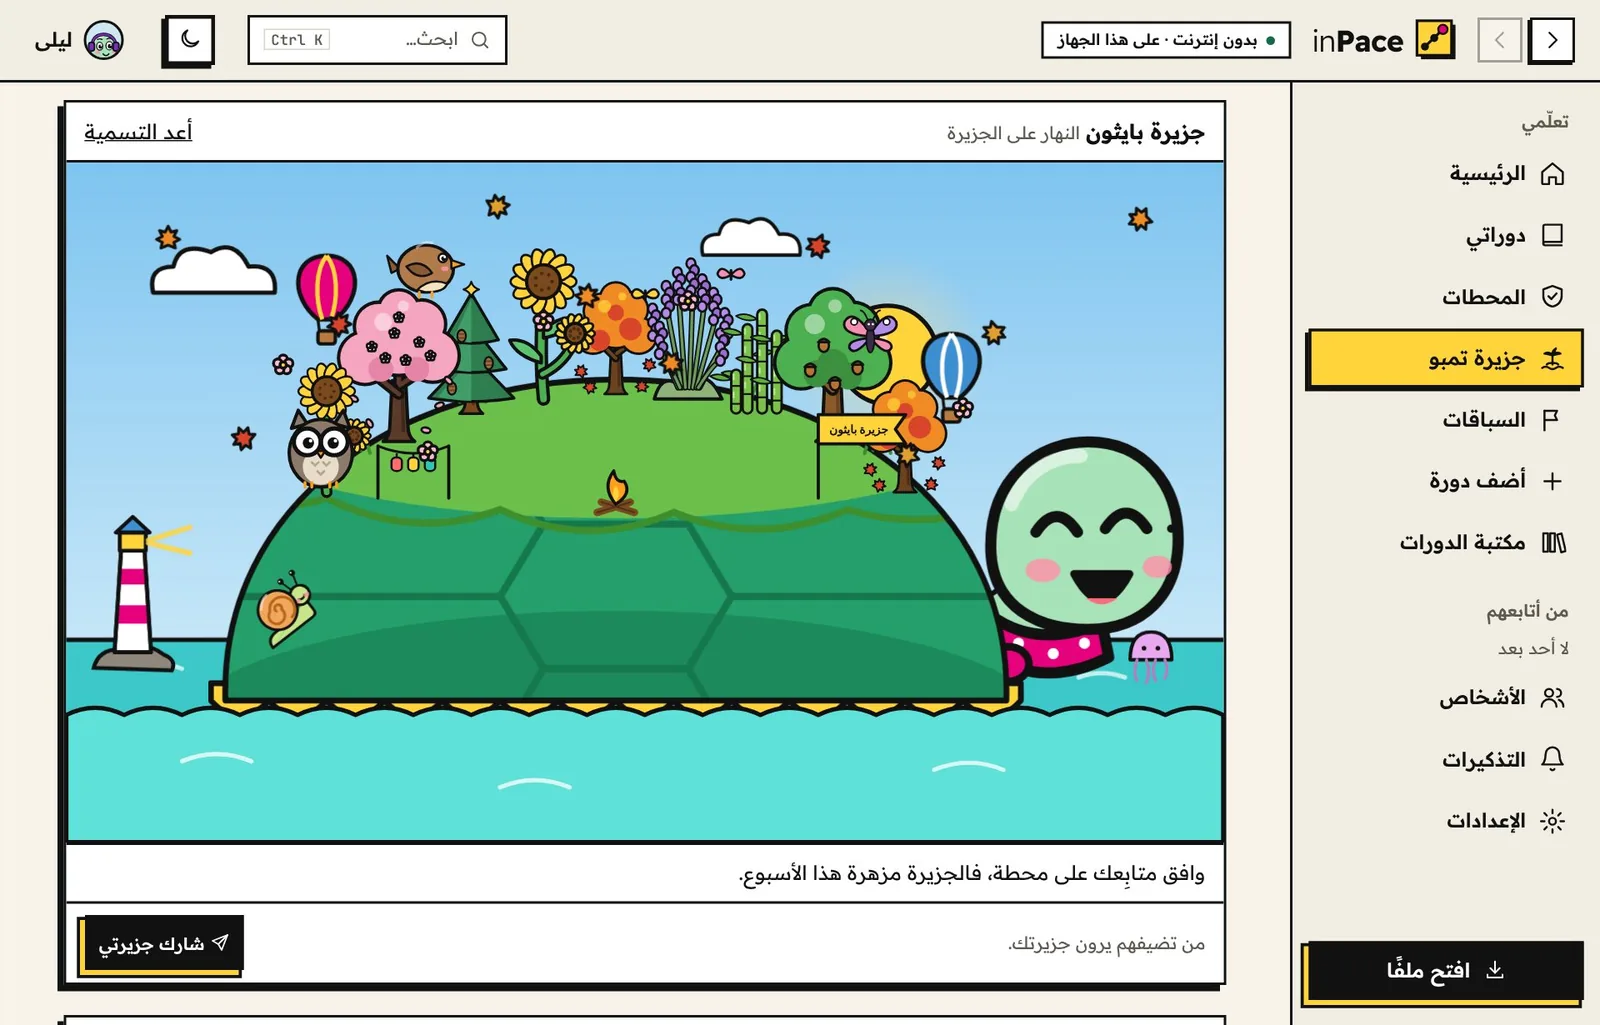 inPace
بدون إنترنت · على هذا الجهاز
ابحث...
Ctrl K
ليلى
تعلّمي
الرئيسية
دوراتي
المحطات
جزيرة تمبو
السباقات
أضف دورة
مكتبة الدورات
من أتابعهم
لا أحد بعد
الأشخاص
التذكيرات
الإعدادات
افتح ملفًا
جزيرة بايثون النهار على الجزيرة
أعد التسمية
جزيرة بايثون
وافق متابِعك على محطة، فالجزيرة مزهرة هذا الأسبوع.
من تضيفهم يرون جزيرتك.
شارك جزيرتي